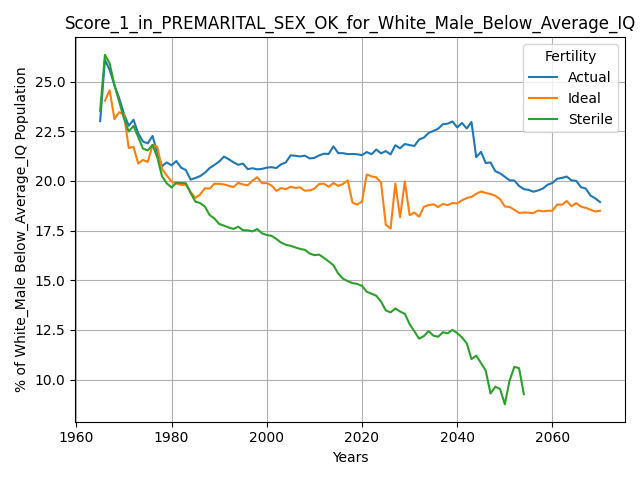 Score_1_in_PREMARITAL_SEX_OK_for_White_Male_Below_Average_IQ
% of White_Male Below_Average_IQ Population
25.0
22.5
20.0
17.5
15.0
12.5
10.0
Fertility
Actual
Ideal
Sterile
1960 1980 2000 2020 2040 2060
Years